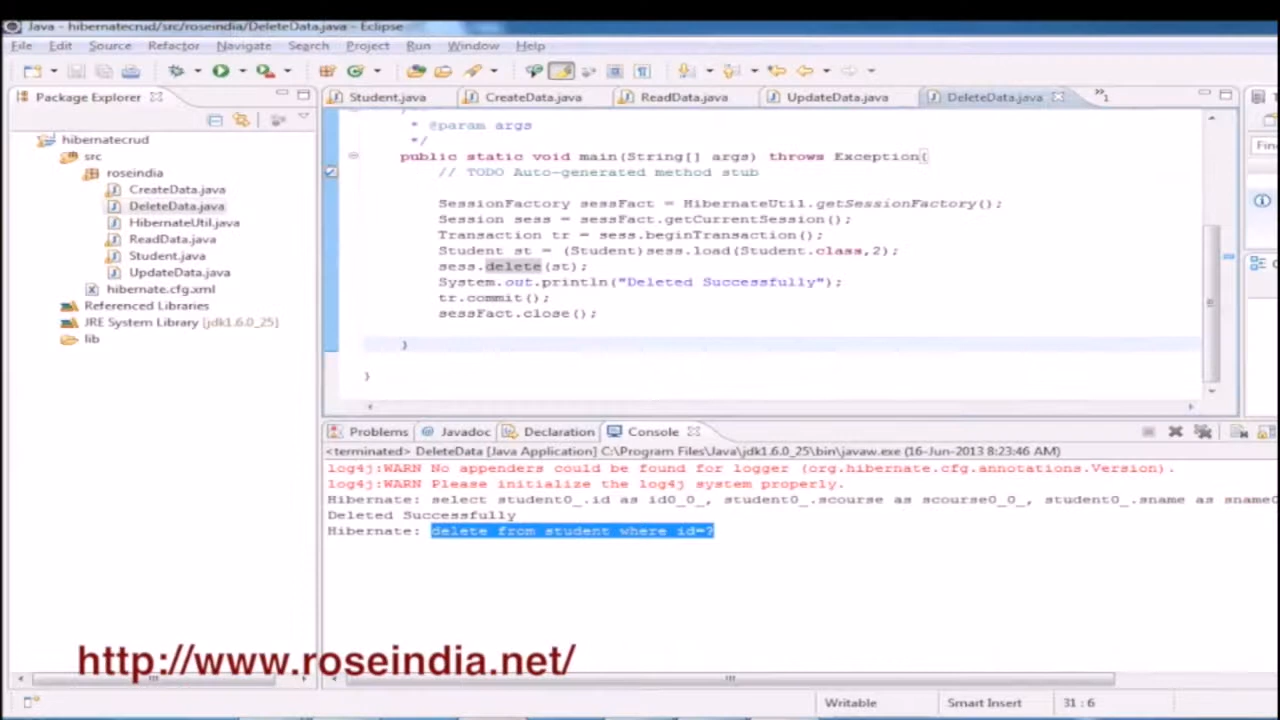 Java - hibernatecrud/src/roseindia/DeleteData.java - Eclipse
File Edit Source Refactor Navigate Search Project Run Window Help
Package Explorer
Student.java CreateData.java ReadData.java UpdateData.java DeleteData.java »1
hibernatecrud
src
roseindia
CreateData.java
DeleteData.java
HibernateUtil.java
ReadData.java
Student.java
UpdateData.java
hibernate.cfg.xml
Referenced Libraries
JRE System Library [jdk1.6.0_25]
lib
* @param args
*/
public static void main(String[] args) throws Exception{
// TODO Auto-generated method stub
SessionFactory sessFact = HibernateUtil.getSessionFactory();
Session sess = sessFact.getCurrentSession();
Transaction tr = sess.beginTransaction();
Student st = (Student)sess.load(Student.class,2);
sess.delete(st);
System.out.println("Deleted Successfully");
tr.commit();
sessFact.close();
}
}
Problems @ Javadoc Declaration Console
<terminated> DeleteData [Java Application] C:\Program Files\Java\jdk1.6.0_25\bin\javaw.exe (16-Jun-2013 8:23:46 AM)
log4j:WARN No appenders could be found for logger (org.hibernate.cfg.annotations.Version).
log4j:WARN Please initialize the log4j system properly.
Hibernate: select student0_.id as id0_0_, student0_.scourse as scourse0_0_, student0_.sname as sname0
Deleted Successfully
Hibernate: delete from student where id=?
http://www.roseindia.net/
Writable Smart Insert 31 : 6